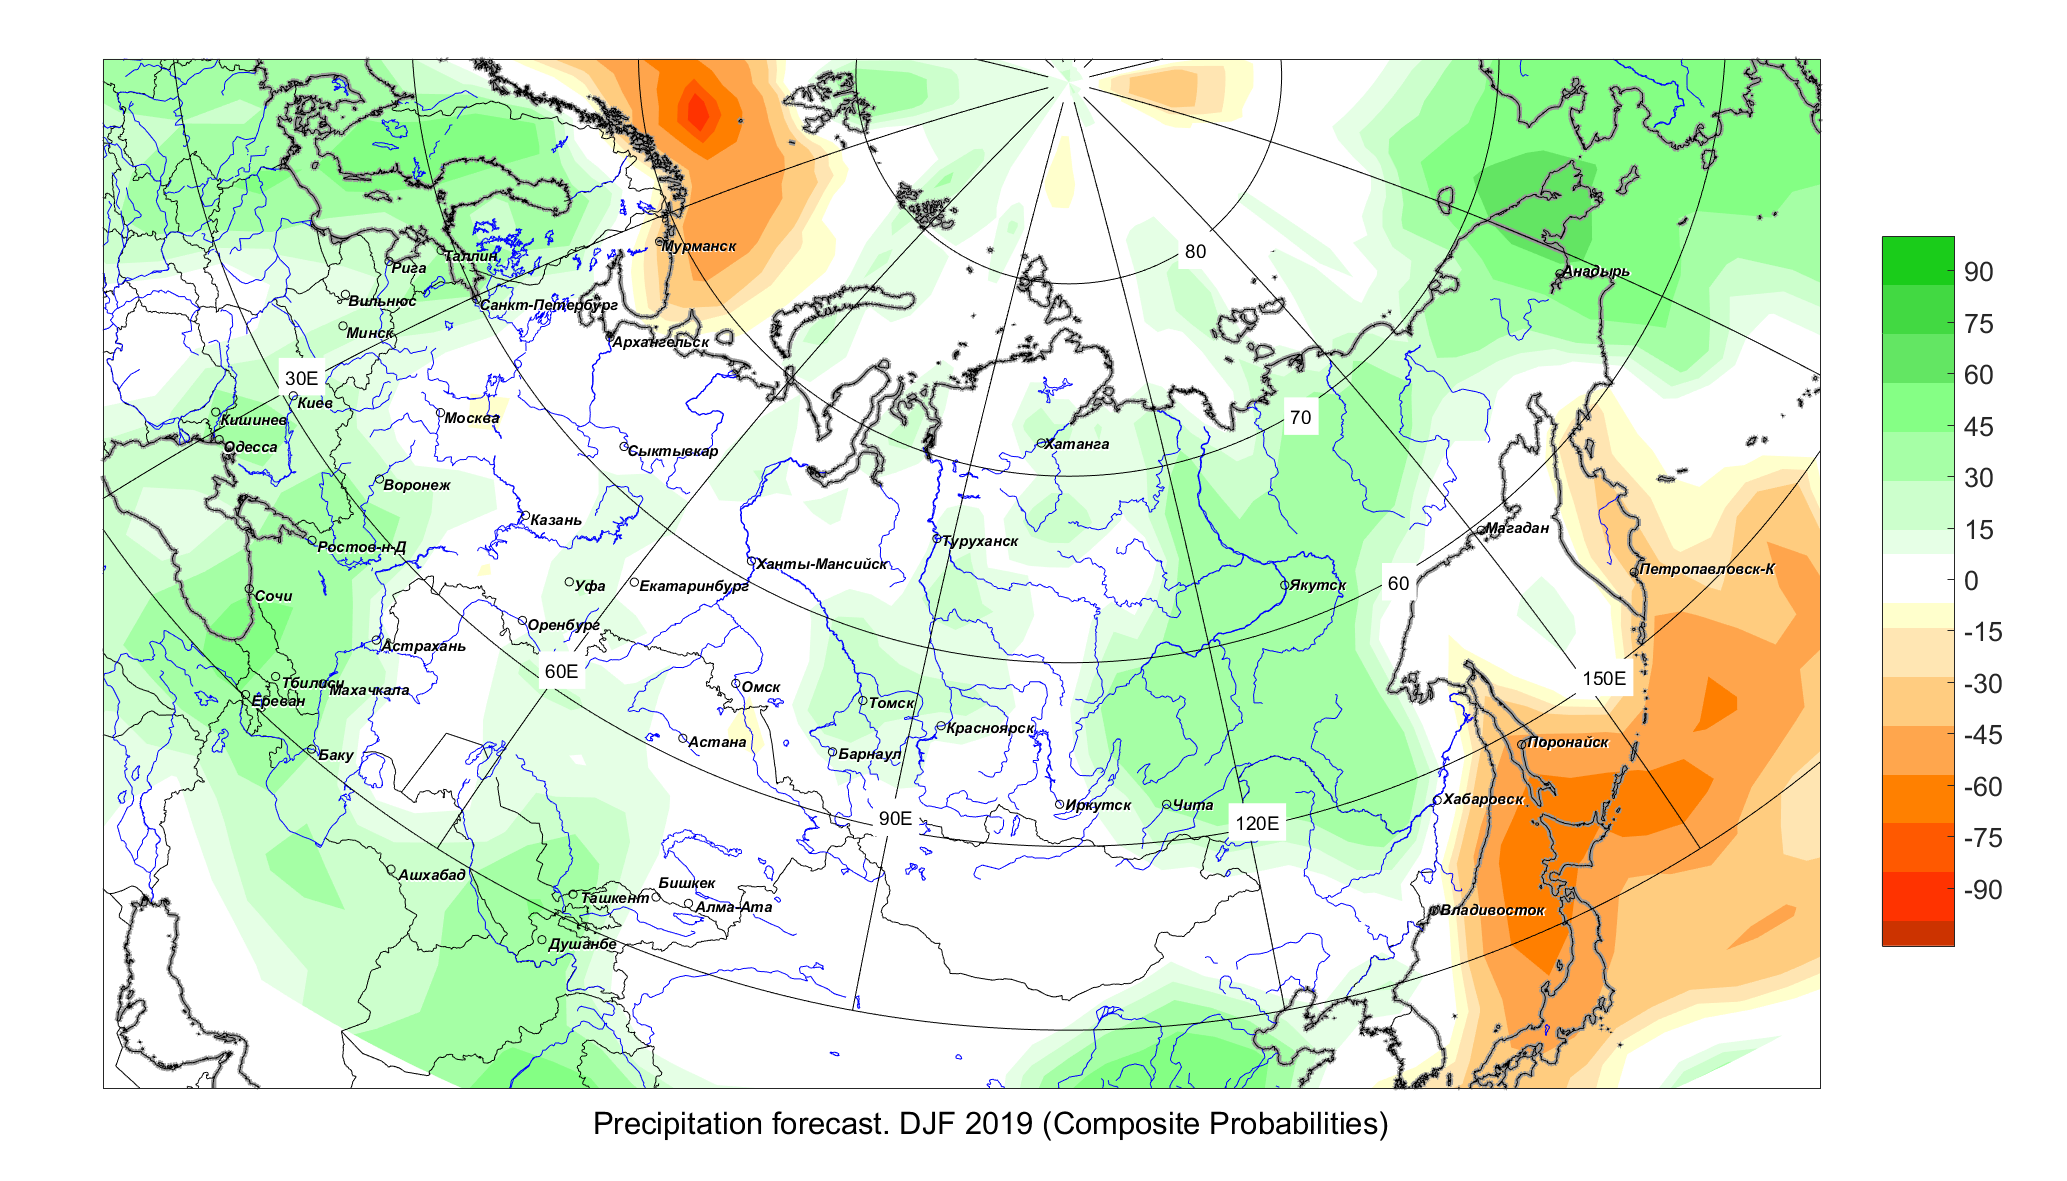 80
Мурманск
Таллин
Рига
Анадырь
Вильнюс
Санкт-Петербург
Минск
Архангельск
30E
Киев
70
Кишинев
Москва
Одесса
Сыктывкар
Хатанга
Воронеж
Казань
Магадан
Ростов-н-Д
Туруханск
Ханты-Мансийск
Петропавловск-К
Уфа
Екатеринбург
Якутск
60
Сочи
Оренбург
Астрахань
60E
150E
Тбилиси
Махачкала
Омск
Ереван
Томск
Красноярск
Астана
Поронайск
Баку
Барнаул
Иркутск
Чита
Хабаровск
90E
120E
Ашхабад
Бишкек
Ташкент
Алма-Ата
Владивосток
Душанбе
90
75
60
45
30
15
0
-15
-30
-45
-60
-75
-90
Precipitation forecast. DJF 2019 (Composite Probabilities)